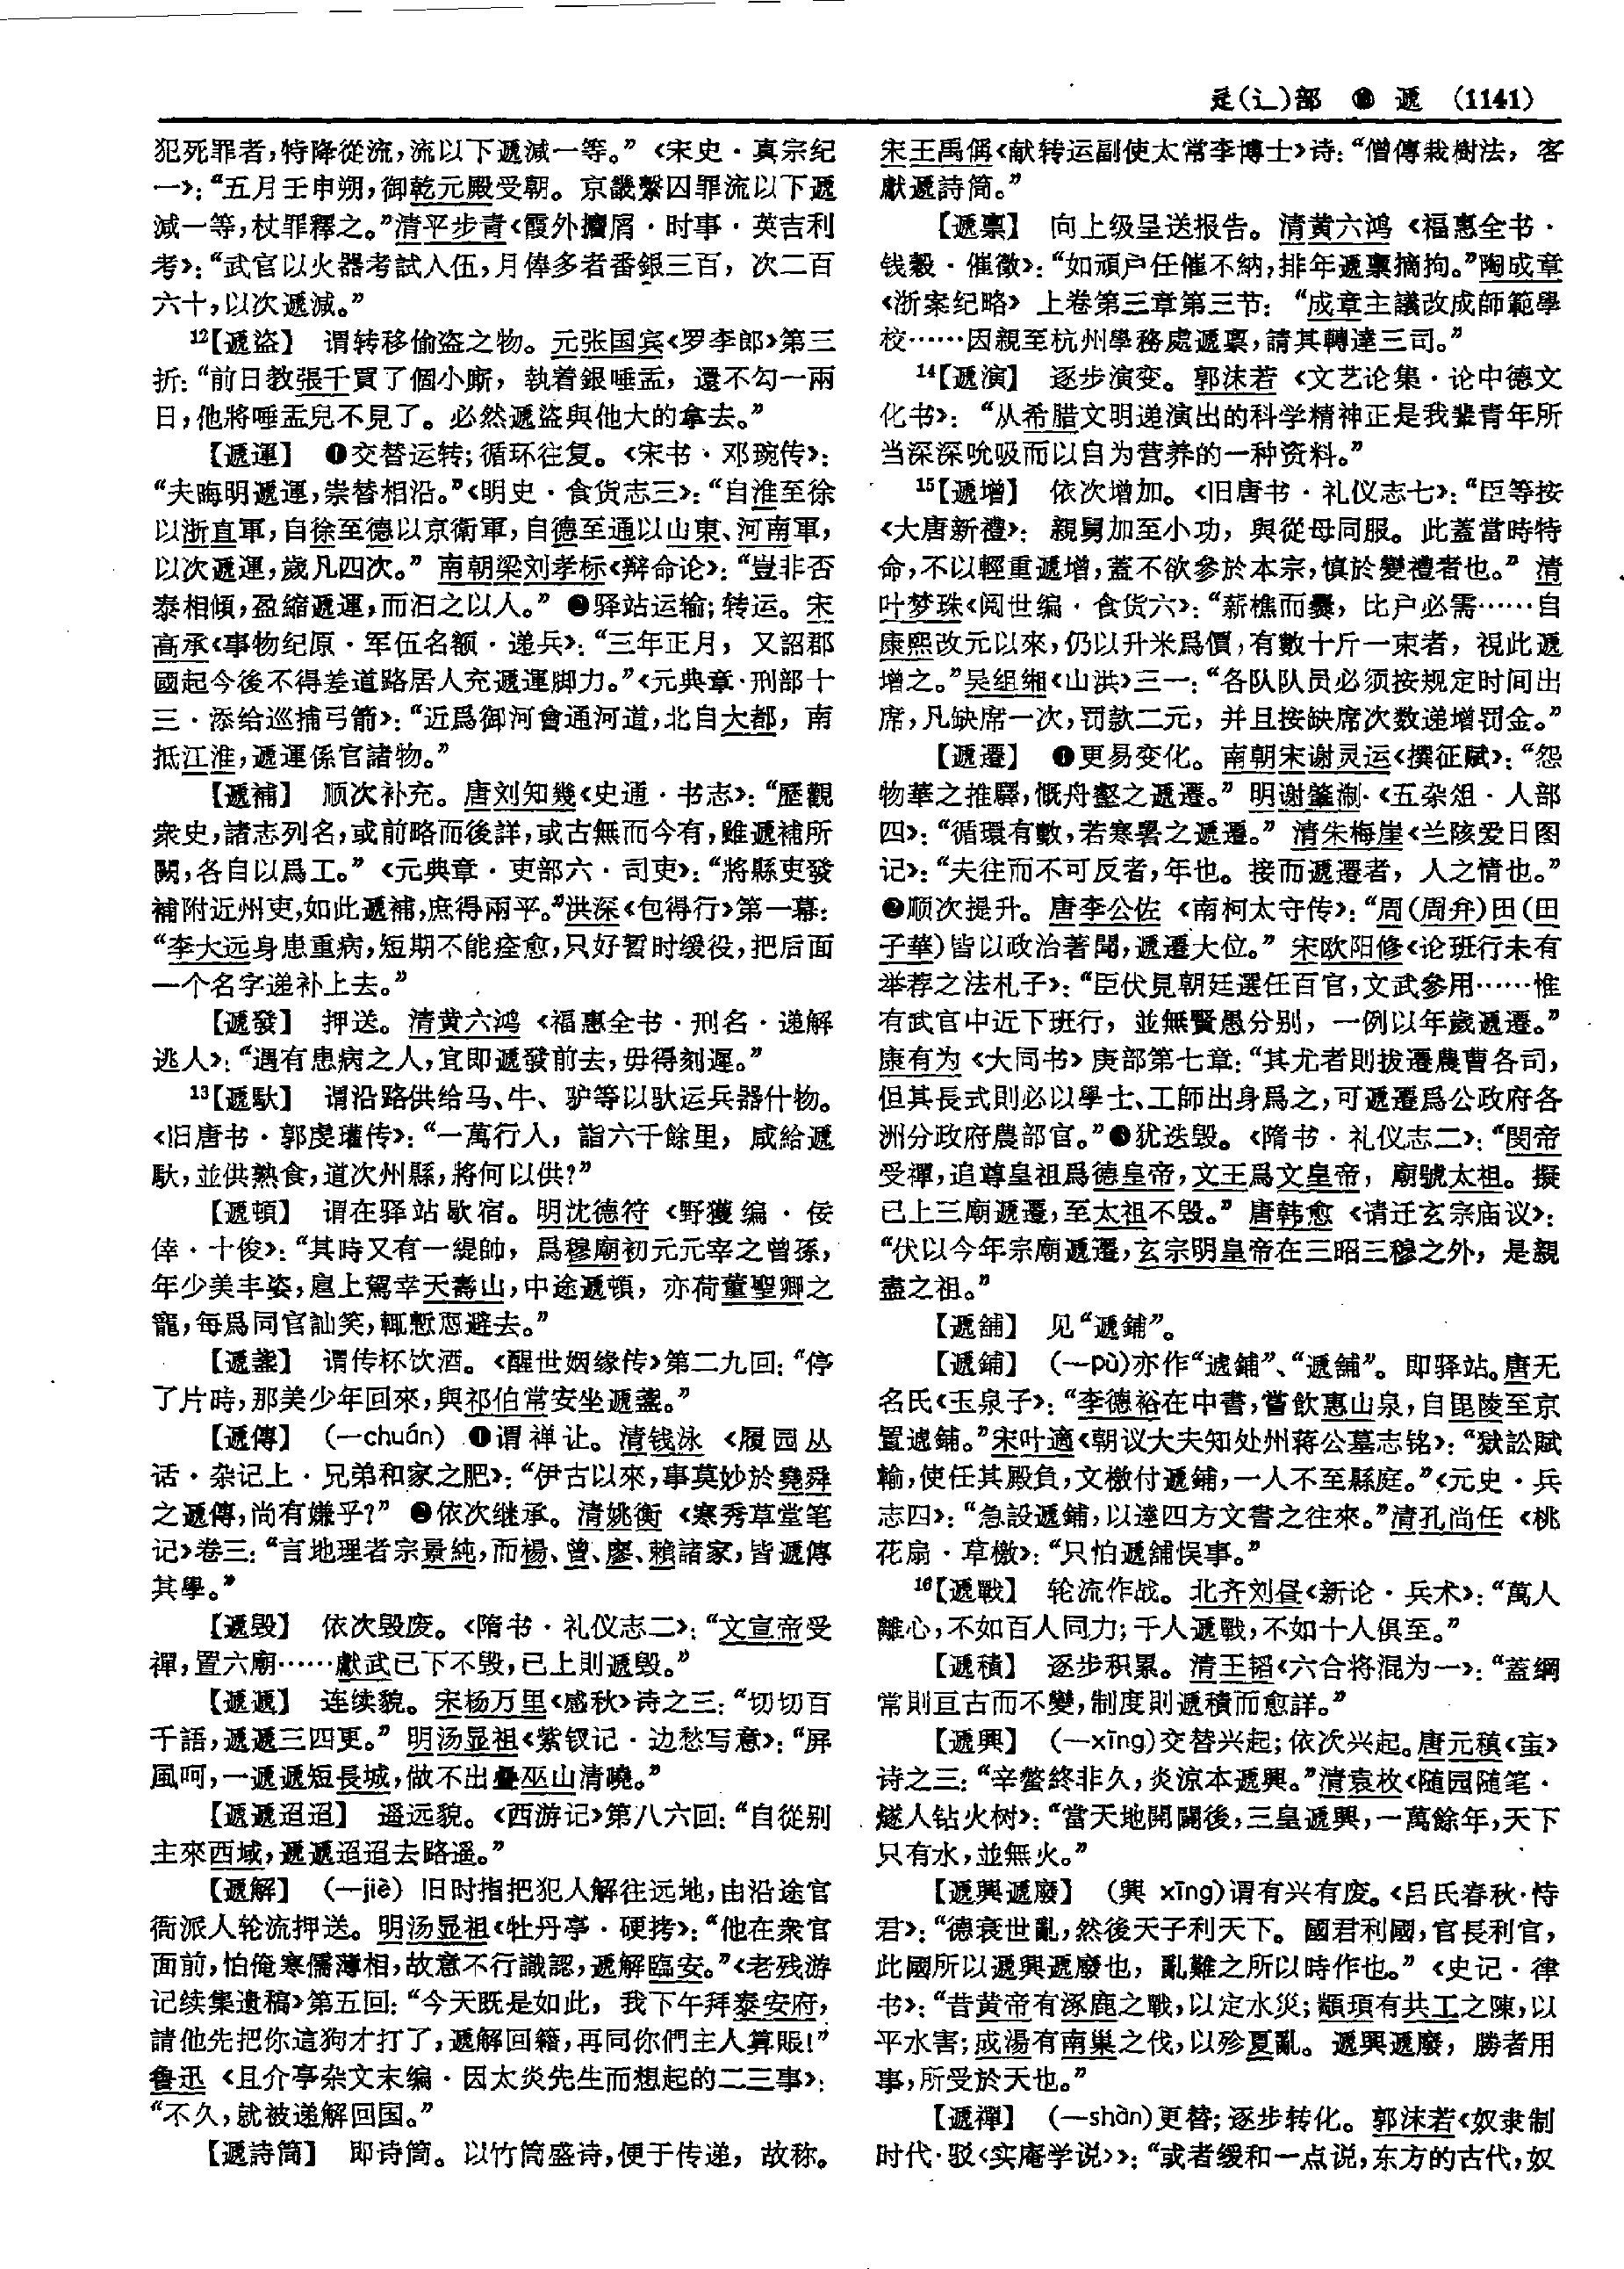 辵(辶)部 ❿ 遞 (1141)
犯死罪者，特降從流，流以下遞減一等。”《宋史·真宗纪
一》：“五月壬申朔，御乾元殿受朝。京畿繫囚罪流以下遞
減一等，杖罪釋之。”清平步青《霞外攟屑·时事·英吉利
考》：“武官以火器考試入伍，月俸多者番銀三百，次二百
六十，以次遞減。”
12【遞盜】 谓转移偷盗之物。元张国宾《罗李郎》第三
折：“前日教張千買了個小廝，執着銀唾盂，還不勾一兩
日，他將唾盂兒不見了。必然遞盜與他大的拿去。”
【遞運】 ❶交替运转；循环往复。《宋书·邓琬传》：
“夫晦明遞運，崇替相沿。”《明史·食货志三》：“自淮至徐
以浙直軍，自徐至德以京衛軍，自德至通以山東、河南軍，
以次遞運，歲凡四次。”南朝梁刘孝标《辩命论》：“豈非否
泰相傾，盈縮遞運，而汩之以人。”❷驿站运输；转运。宋
高承《事物纪原·军伍名额·递兵》：“三年正月，又詔郡
國起今後不得差道路居人充遞運脚力。”《元典章·刑部十
三·添给巡捕弓箭》：“近爲御河會通河道，北自大都，南
抵江淮，遞運係官諸物。”
【遞補】 顺次补充。唐刘知幾《史通·书志》：“歷觀
衆史，諸志列名，或前略而後詳，或古無而今有，雖遞補所
闕，各自以爲工。”《元典章·吏部六·司吏》：“將縣吏發
補附近州吏，如此遞補，庶得兩平。”洪深《包得行》第一幕：
“李大远身患重病，短期不能痊愈，只好暂时缓役，把后面
一个名字递补上去。”
【遞發】 押送。清黄六鸿《福惠全书·刑名·递解
逃人》：“遇有患病之人，宜即遞發前去，毋得刻遲。”
13【遞馱】 谓沿路供给马、牛、驴等以驮运兵器什物。
《旧唐书·郭虔瓘传》：“一萬行人，詣六千餘里，咸給遞
馱，並供熟食，道次州縣，將何以供？”
【遞頓】 谓在驿站歇宿。明沈德符《野獲编·佞
倖·十俊》：“其時又有一緹帥，爲穆廟初元元宰之曾孫，
年少美丰姿，扈上駕幸天壽山，中途遞頓，亦荷董聖卿之
寵，每爲同官訕笑，輒慙恧避去。”
【遞盞】 谓传杯饮酒。《醒世姻缘传》第二九回：“停
了片時，那美少年回來，與祁伯常安坐遞盞。”
【遞傳】 （—chuán）❶谓禅让。清钱泳《履园丛
话·杂记上·兄弟和家之肥》：“伊古以來，事莫妙於堯舜
之遞傳，尚有嫌乎？”❷依次继承。清姚衡《寒秀草堂笔
记》卷三：“言地理者宗景純，而楊、曾、廖、賴諸家，皆遞傳
其學。”
【遞毁】 依次毁废。《隋书·礼仪志二》：“文宣帝受
禪，置六廟……獻武已下不毁，已上則遞毁。”
【遞遞】 连续貌。宋杨万里《感秋》诗之三：“切切百
千語，遞遞三四更。”明汤显祖《紫钗记·边愁写意》：“屏
風呵，一遞遞短長城，做不出疊巫山清曉。”
【遞遞迢迢】 遥远貌。《西游记》第八六回：“自從别
主來西域，遞遞迢迢去路遥。”
【遞解】 （—jiè）旧时指把犯人解往远地，由沿途官
衙派人轮流押送。明汤显祖《牡丹亭·硬拷》：“他在衆官
面前，怕俺寒儒薄相，故意不行識認，遞解臨安。”《老残游
记续集遗稿》第五回：“今天既是如此，我下午拜泰安府，
請他先把你這狗才打了，遞解回籍，再同你們主人算賬！”
鲁迅《且介亭杂文末编·因太炎先生而想起的二三事》：
“不久，就被递解回国。”
【遞詩筒】 即诗筒。以竹筒盛诗，便于传递，故称。
宋王禹偁《献转运副使太常李博士》诗：“僧傳栽樹法，客
獻遞詩筒。”
【遞禀】 向上级呈送报告。清黄六鸿《福惠全书·
钱穀·催徵》：“如頑户任催不納，排年遞禀摘拘。”陶成章
《浙案纪略》上卷第三章第三节：“成章主議改成師範學
校……因親至杭州學務處遞禀，請其轉達三司。”
14【遞演】 逐步演变。郭沫若《文艺论集·论中德文
化书》：“从希腊文明递演出的科学精神正是我辈青年所
当深深吮吸而以自为营养的一种资料。”
15【遞增】 依次增加。《旧唐书·礼仪志七》：“臣等按
《大唐新禮》：親舅加至小功，與從母同服。此蓋當時特
命，不以輕重遞增，蓋不欲參於本宗，慎於變禮者也。”清
叶梦珠《阅世编·食货六》：“薪樵而爨，比户必需……自
康熙改元以來，仍以升米爲價，有數十斤一束者，視此遞
增之。”吴组缃《山洪》三一：“各队队员必须按规定时间出
席，凡缺席一次，罚款二元，并且按缺席次数递增罚金。”
【遞遷】 ❶更易变化。南朝宋谢灵运《撰征赋》：“怨
物華之推驛，慨舟壑之遞遷。”明谢肇淛《五杂俎·人部
四》：“循環有數，若寒暑之遞遷。”清朱梅崖《兰陔爱日图
记》：“夫往而不可反者，年也。接而遞遷者，人之情也。”
❷顺次提升。唐李公佐《南柯太守传》：“周(周弁)田(田
子華)皆以政治著聞，遞遷大位。”宋欧阳修《论班行未有
举荐之法札子》：“臣伏見朝廷選任百官，文武參用……惟
有武官中近下班行，並無賢愚分别，一例以年歲遞遷。”
康有为《大同书》庚部第七章：“其尤者則拔遷農曹各司，
但其長式則必以學士、工師出身爲之，可遞遷爲公政府各
洲分政府農部官。”❸犹迭毁。《隋书·礼仪志二》：“閔帝
受禪，追尊皇祖爲德皇帝，文王爲文皇帝，廟號太祖。擬
已上三廟遞遷，至太祖不毁。”唐韩愈《请迁玄宗庙议》：
“伏以今年宗廟遞遷，玄宗明皇帝在三昭三穆之外，是親
盡之祖。”
【遞舖】 见“遞鋪”。
【遞鋪】 （—pù）亦作“遞鋪”、“遞舖”。即驿站。唐无
名氏《玉泉子》：“李德裕在中書，嘗飲惠山泉，自毘陵至京
置遞鋪。”宋叶適《朝议大夫知处州蒋公墓志铭》：“獄訟賦
輸，使任其殿負，文檄付遞鋪，一人不至縣庭。”《元史·兵
志四》：“急設遞鋪，以達四方文書之往來。”清孔尚任《桃
花扇·草檄》：“只怕遞舖悮事。”
16【遞戰】 轮流作战。北齐刘昼《新论·兵术》：“萬人
離心，不如百人同力；千人遞戰，不如十人俱至。”
【遞積】 逐步积累。清王韬《六合将混为一》：“蓋綱
常則亘古而不變，制度則遞積而愈詳。”
【遞興】 （—xīng）交替兴起；依次兴起。唐元稹《虿》
诗之三：“辛螫終非久，炎涼本遞興。”清袁枚《随园随笔·
燧人钻火树》：“當天地開闢後，三皇遞興，一萬餘年，天下
只有水，並無火。”
【遞興遞廢】 （興 xīng）谓有兴有废。《吕氏春秋·恃
君》：“德衰世亂，然後天子利天下。國君利國，官長利官，
此國所以遞興遞廢也，亂難之所以時作也。”《史记·律
书》：“昔黄帝有涿鹿之戰，以定水災；顓頊有共工之陳，以
平水害；成湯有南巢之伐，以殄夏亂。遞興遞廢，勝者用
事，所受於天也。”
【遞禪】 （—shàn）更替；逐步转化。郭沫若《奴隶制
时代·驳〈实庵学说〉》：“或者缓和一点说，东方的古代，奴